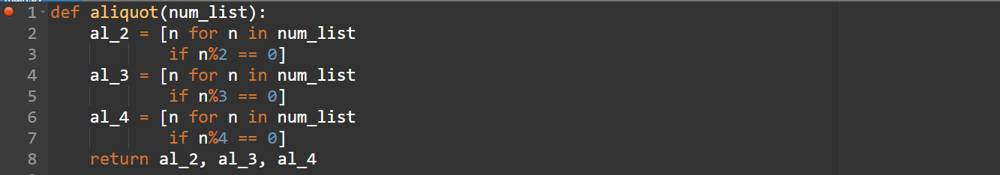 1 def aliquot(num_list):
2     al_2 = [n for n in num_list
3             if n%2 == 0]
4     al_3 = [n for n in num_list
5             if n%3 == 0]
6     al_4 = [n for n in num_list
7             if n%4 == 0]
8     return al_2, al_3, al_4